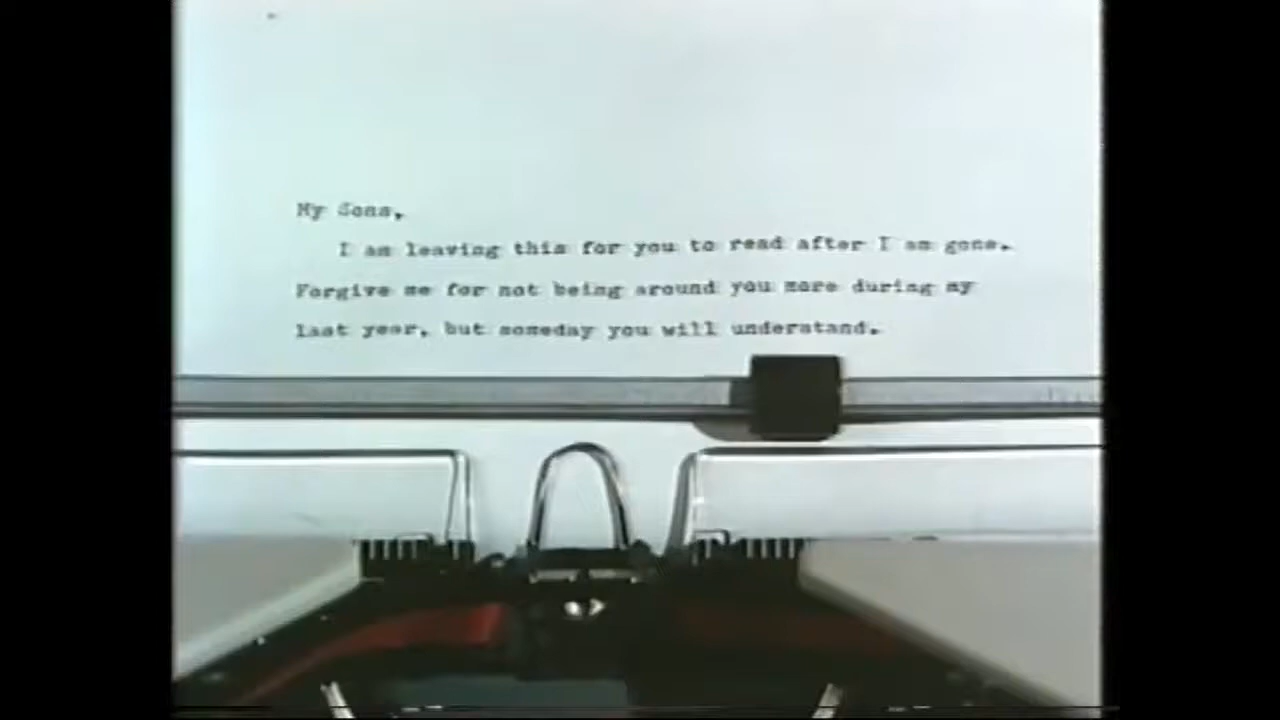 My Sons,
I am leaving this for you to read after I am gone.
Forgive me for not being around you more during my
last year, but someday you will understand.